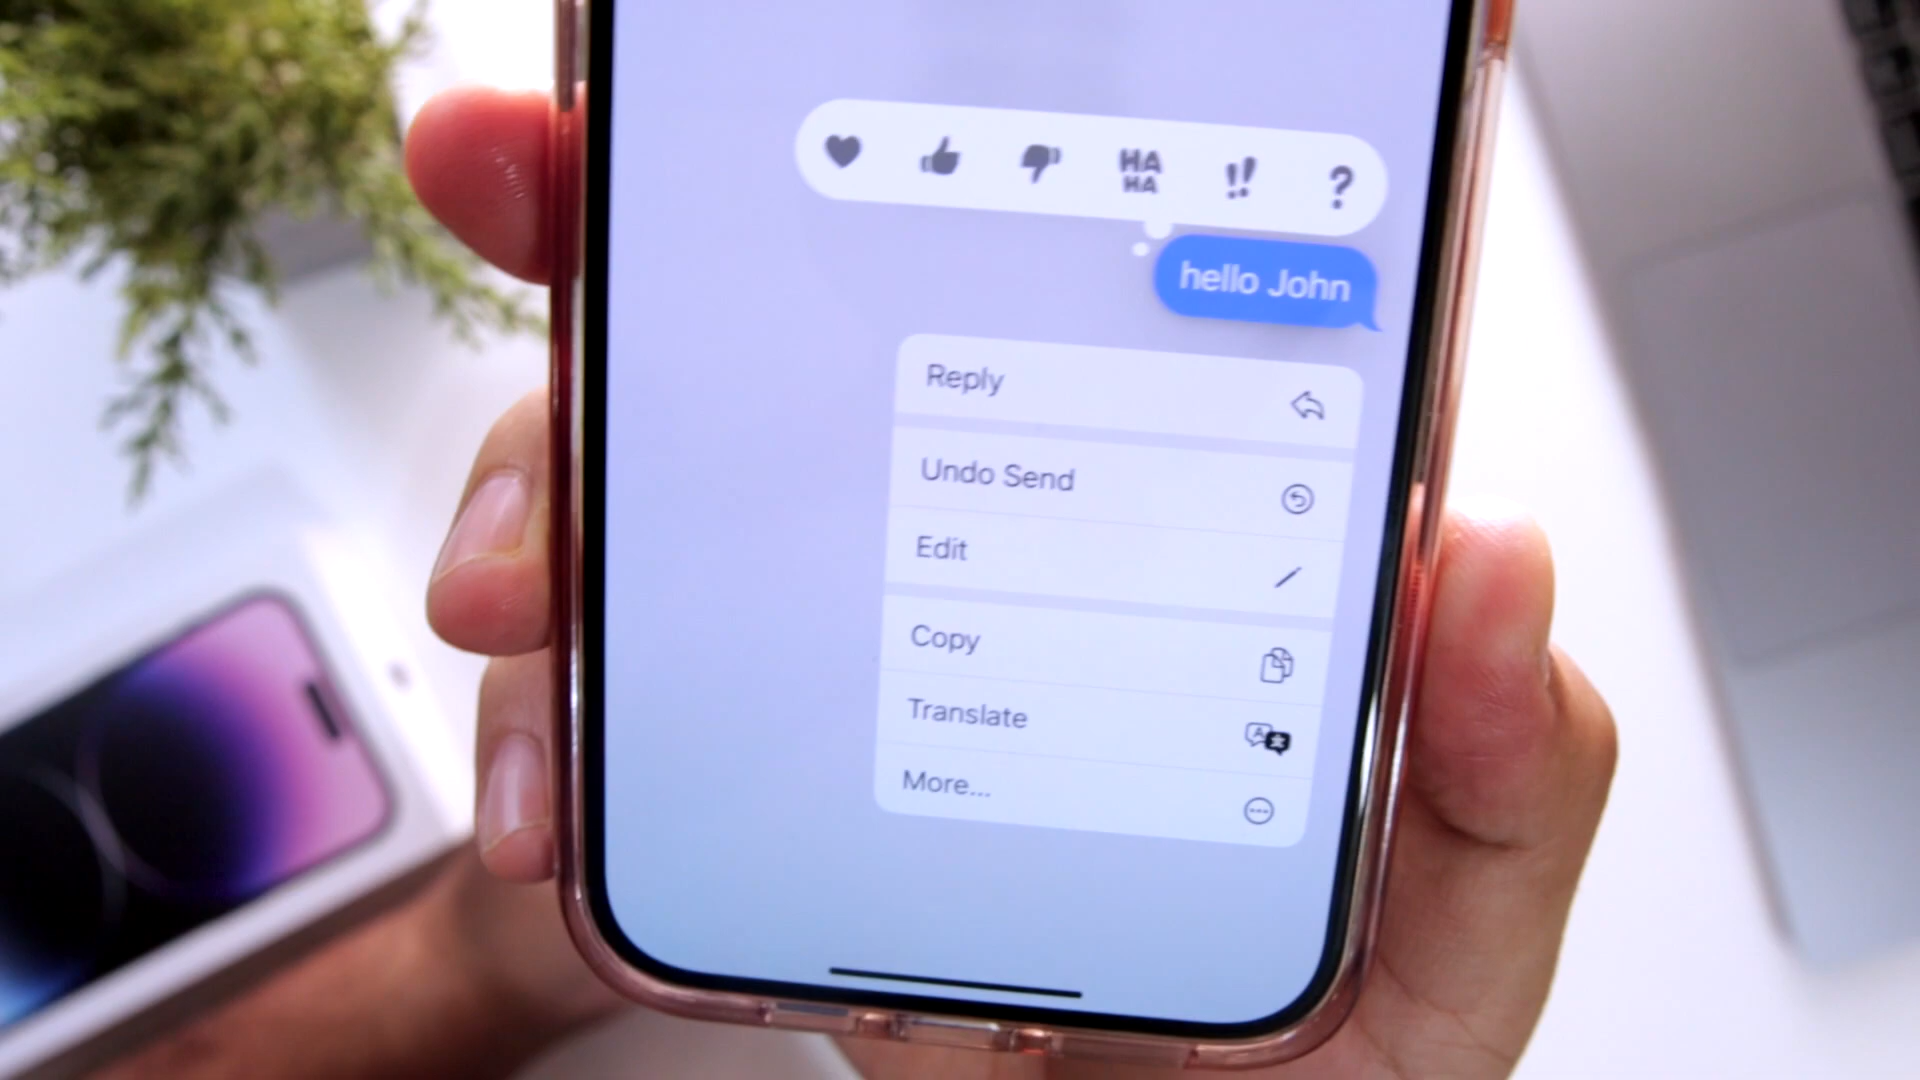 HA
HA
!!
?
hello John
Reply
Undo Send
Edit
Copy
Translate
More...